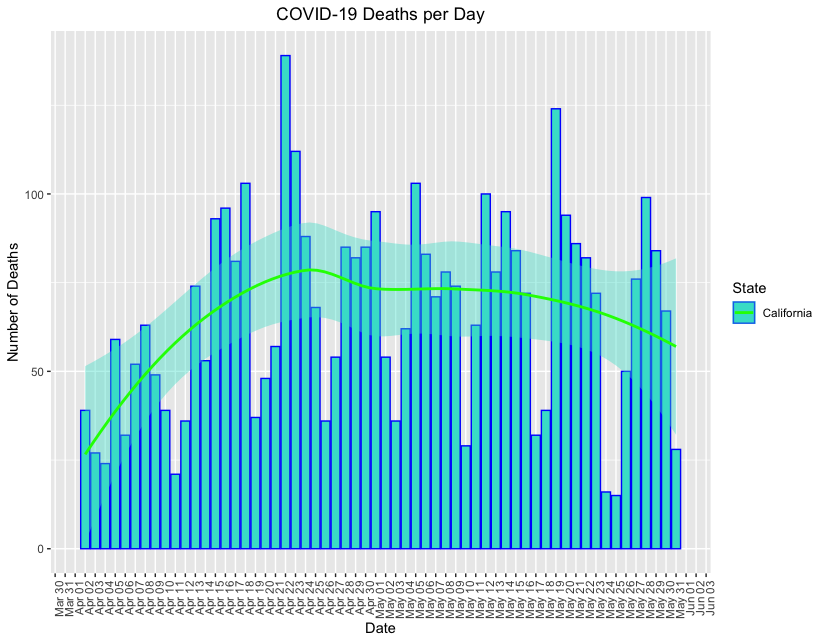 COVID-19 Deaths per Day
Number of Deaths
100
50
0
Mar 30
Mar 31
Apr 01
Apr 02
Apr 03
Apr 04
Apr 05
Apr 06
Apr 07
Apr 08
Apr 09
Apr 10
Apr 11
Apr 12
Apr 13
Apr 14
Apr 15
Apr 16
Apr 17
Apr 18
Apr 19
Apr 20
Apr 21
Apr 22
Apr 23
Apr 24
Apr 25
Apr 26
Apr 27
Apr 28
Apr 29
Apr 30
May 01
May 02
May 03
May 04
May 05
May 06
May 07
May 08
May 09
May 10
May 11
May 12
May 13
May 14
May 15
May 16
May 17
May 18
May 19
May 20
May 21
May 22
May 23
May 24
May 25
May 26
May 27
May 28
May 29
May 30
May 31
Jun 01
Jun 02
Jun 03
Date
State
California